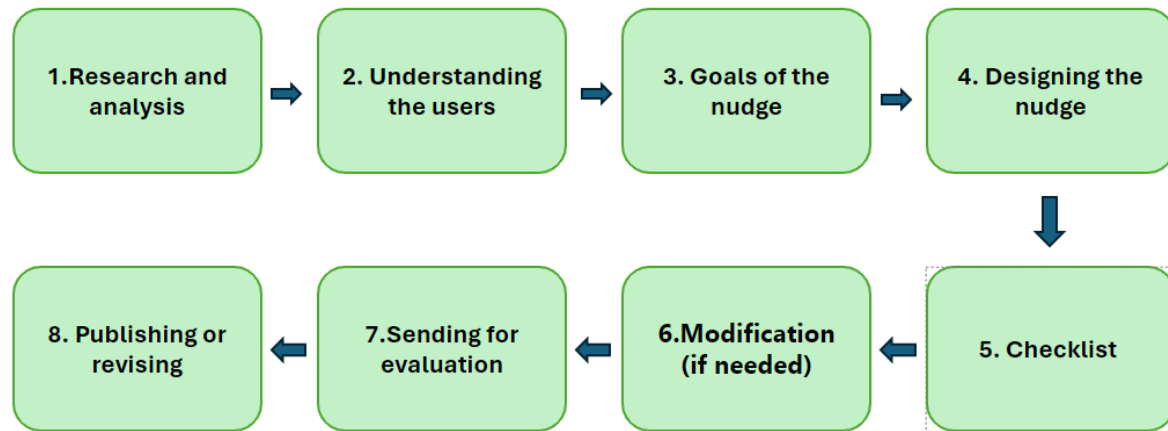 1.Research and
analysis
2. Understanding
the users
3. Goals of the
nudge
4. Designing the
nudge
5. Checklist
6.Modification
(if needed)
7.Sending for
evaluation
8. Publishing or
revising